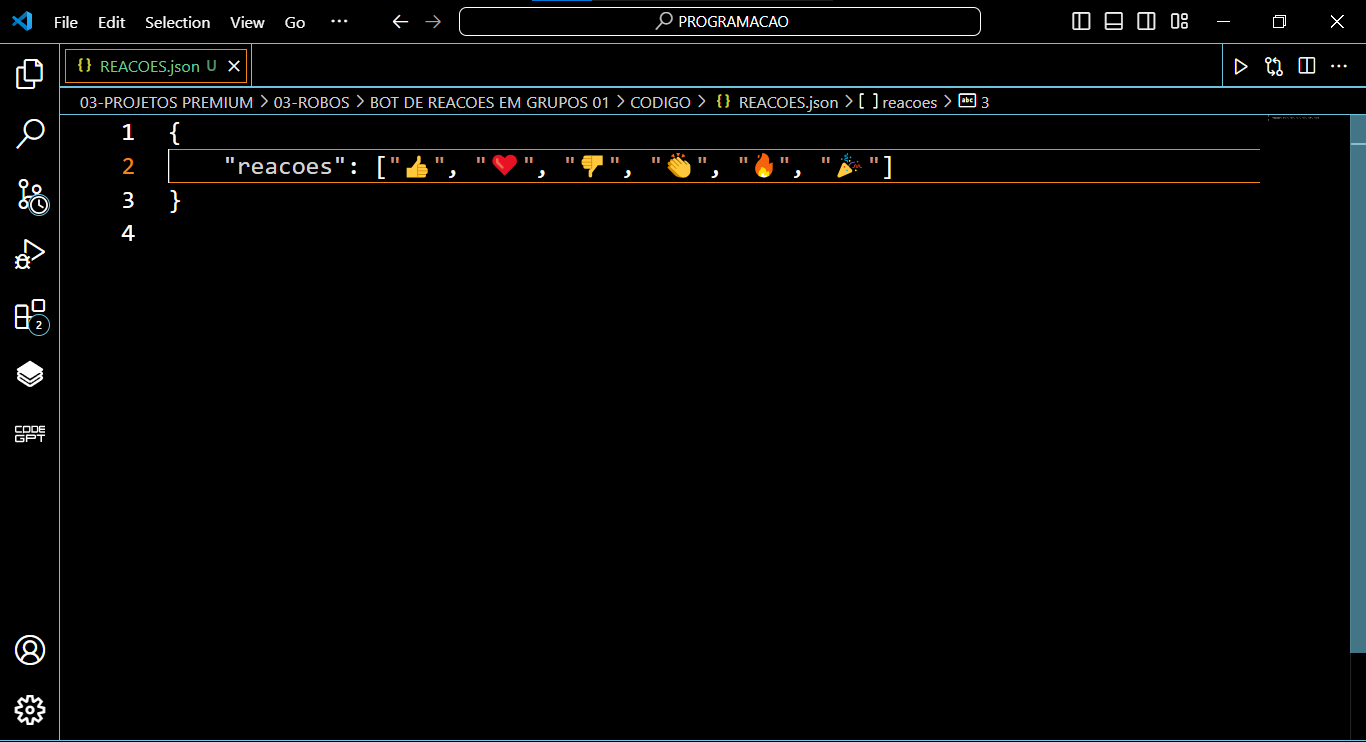 File Edit Selection View Go ··· PROGRAMACAO
{} REACOES.json U
03-PROJETOS PREMIUM > 03-ROBOS > BOT DE REACOES EM GRUPOS 01 > CODIGO > {} REACOES.json > [ ] reacoes > abc 3
1 {
2 "reacoes": ["👍", "❤️", "👎", "👏", "🔥", "🎉"]
3 }
4
2
CODE
GPT